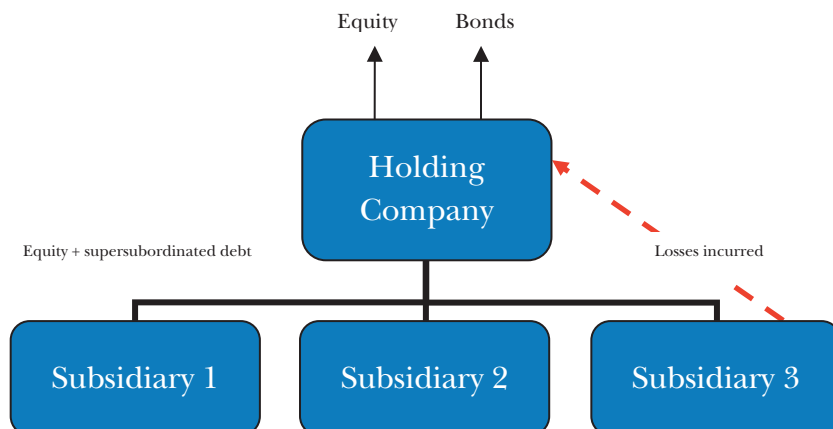 Equity Bonds
Holding
Company
Equity + supersubordinated debt Losses incurred
Subsidiary 1 Subsidiary 2 Subsidiary 3